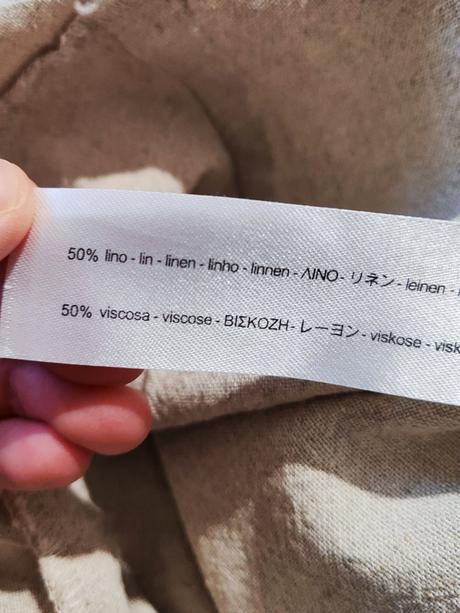 50% lino - lin - linen - linho - linnen - ΛΙΝΟ - リネン - leinen -
50% viscosa - viscose - ΒΙΣΚΟΖΗ - レーヨン - viskose - visk